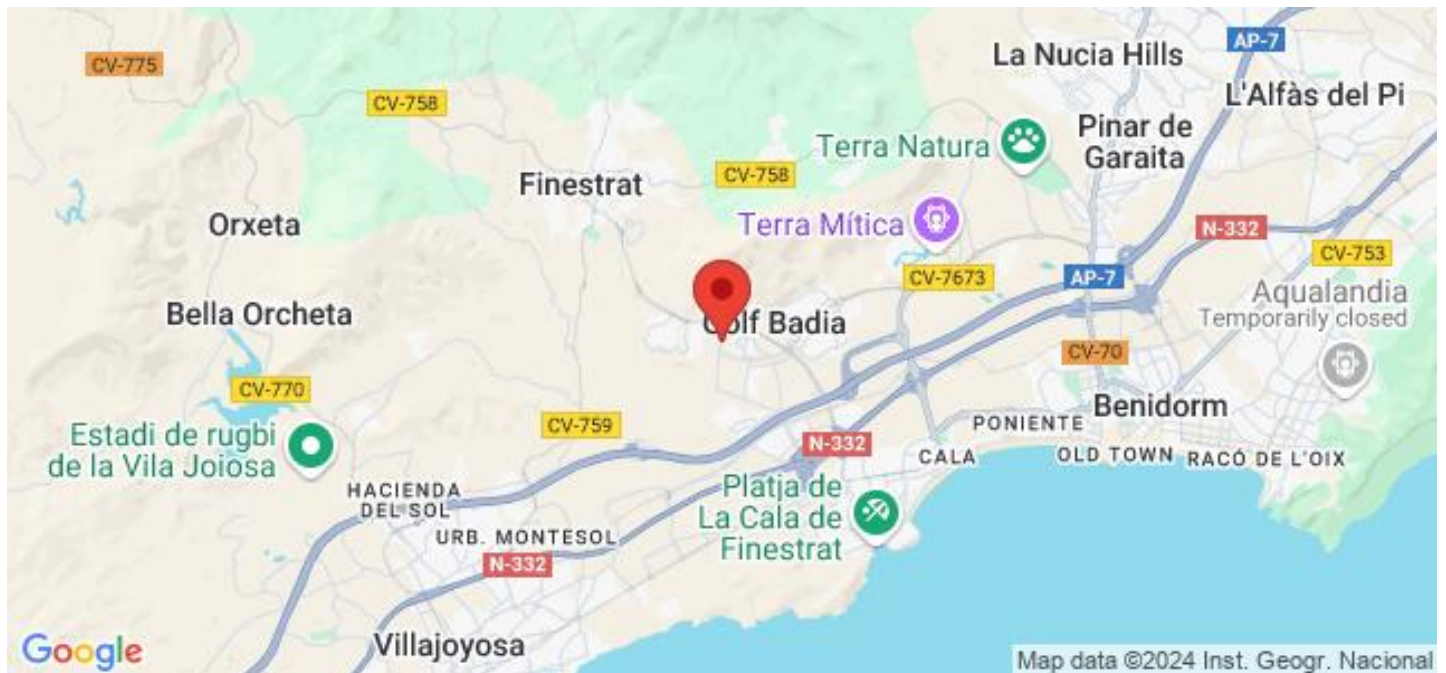 La Nucia Hills
AP-7
CV-775
L'Alfàs del Pi
CV-758
Pinar de
Garaita
Terra Natura
CV-758
Finestrat
Orxeta
Terra Mítica
N-332
CV-753
CV-7673
AP-7
Aqualandia
Temporarily closed
Bella Orcheta
Golf Badia
CV-70
CV-770
Benidorm
CV-759
PONIENTE
Estadi de rugbi
de la Vila Joiosa
N-332
CALA
OLD TOWN
RACÓ DE L'OIX
HACIENDA
DEL SOL
Platja de
La Cala de
Finestrat
URB. MONTESOL
N-332
Villajoyosa
Google
Map data ©2024 Inst. Geogr. Nacional